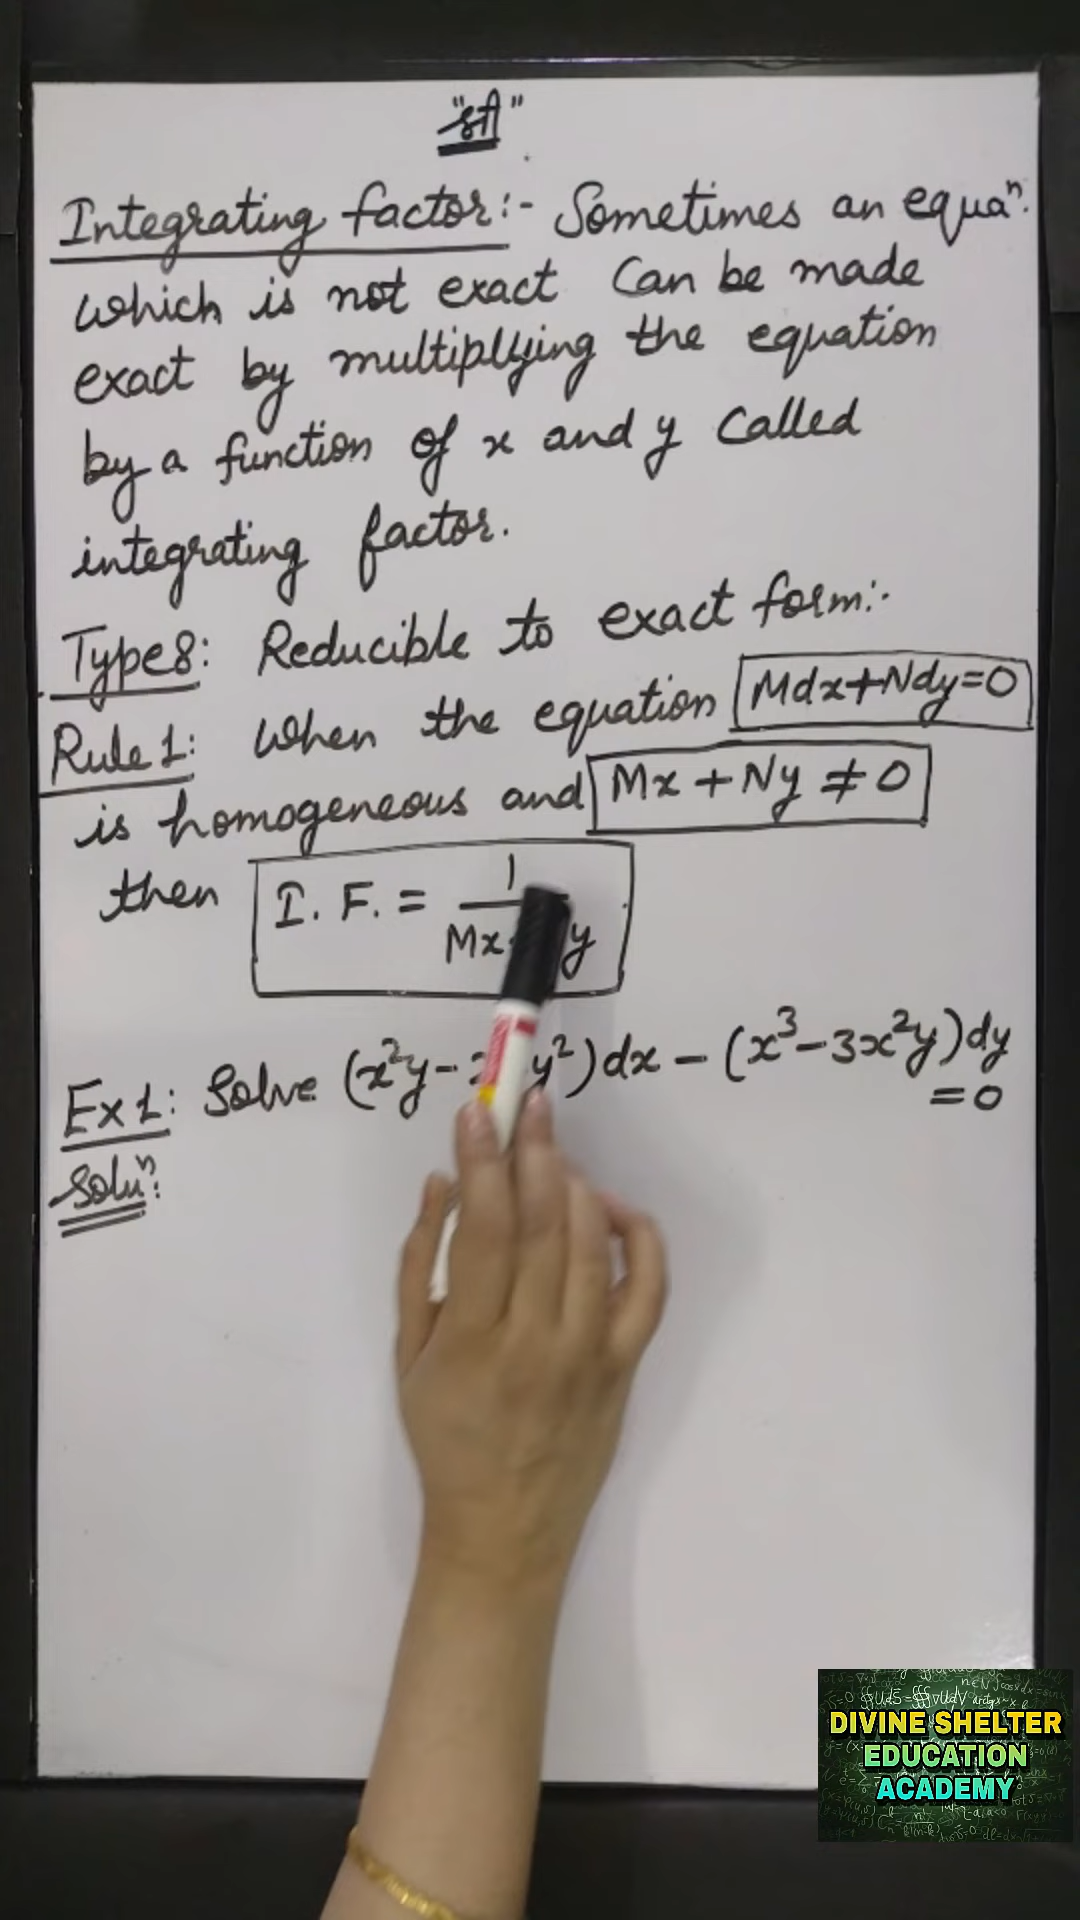 Integrating factor:- Sometimes an equaⁿ.
which is not exact can be made
exact by multiplying the equation
by a function of x and y called
integrating factor.
Type8: Reducible to exact form:.
Rule 1: When the equation Mdx+Ndy=0
is homogeneous and Mx + Ny ≠ 0
then I. F. = 1/Mx y
Ex 1: Solve (x²y- y²)dx - (x³-3x²y)dy
=0
Soluⁿ:
DIVINE SHELTER
EDUCATION
ACADEMY